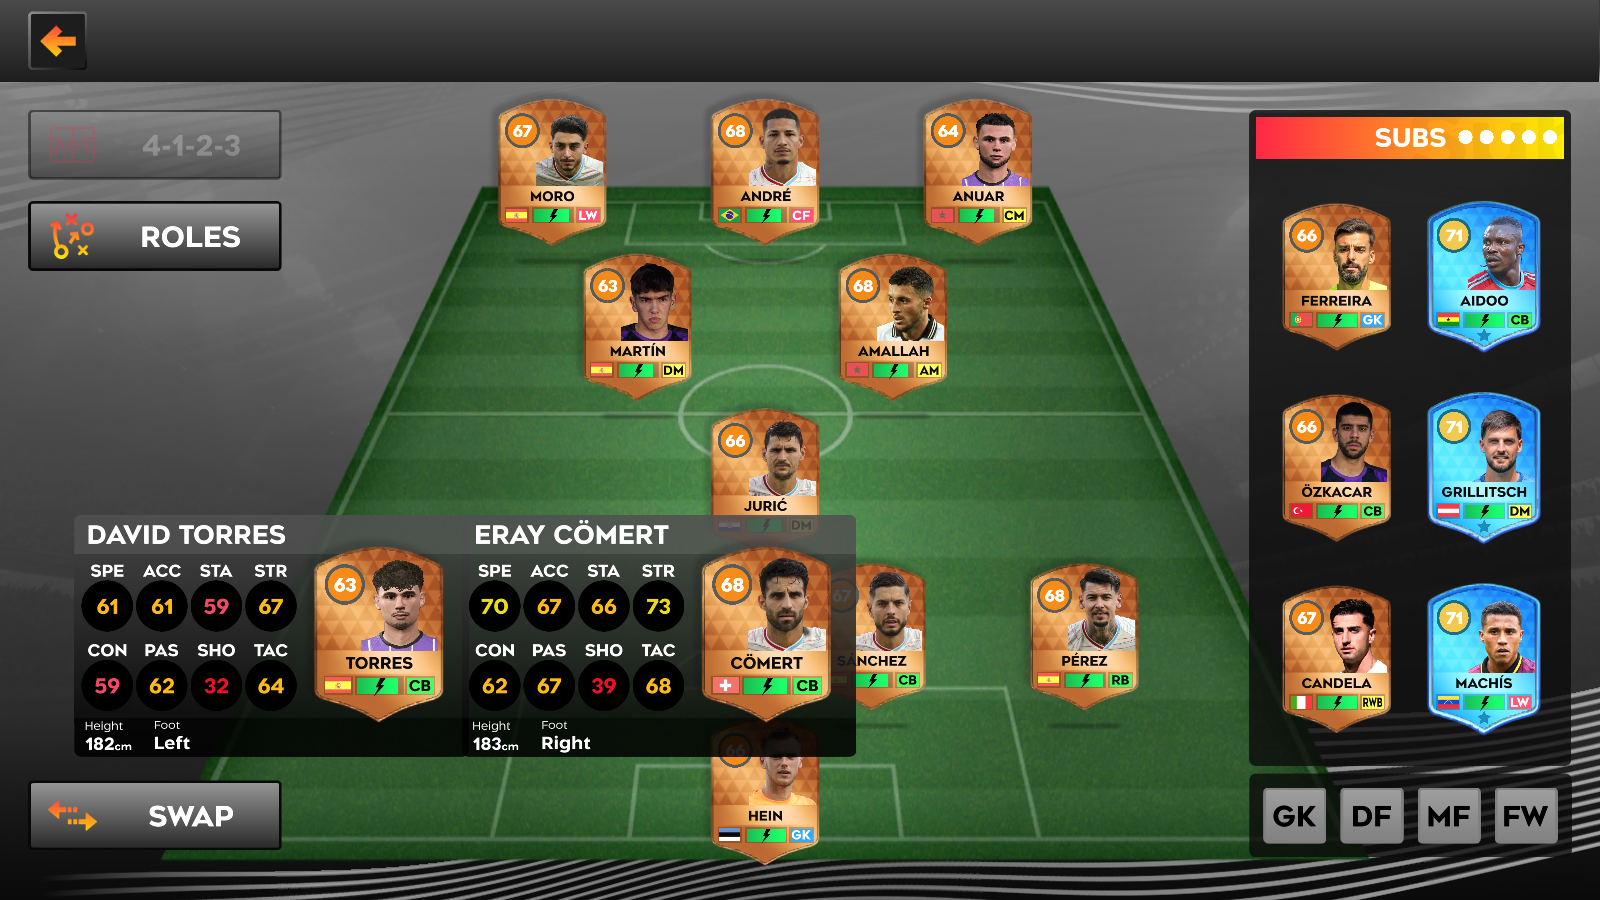 4-1-2-3
ROLES
67
MORO
LW
68
ANDRÉ
CF
64
ANUAR
CM
63
MARTÍN
DM
68
AMALLAH
AM
66
JURIĆ
DM
DAVID TORRES
SPE ACC STA STR
61 61 59 67
CON PAS SHO TAC
59 62 32 64
Height Foot
182cm Left
63
TORRES
CB
ERAY CÖMERT
SPE ACC STA STR
70 67 66 73
CON PAS SHO TAC
62 67 39 68
Height Foot
183cm Right
68
CÖMERT
CB
67
SÁNCHEZ
CB
68
PÉREZ
RB
66
HEIN
GK
SWAP
SUBS
66
FERREIRA
GK
71
AIDOO
CB
66
ÖZKACAR
CB
71
GRILLITSCH
DM
67
CANDELA
RWB
71
MACHÍS
LW
GK DF MF FW